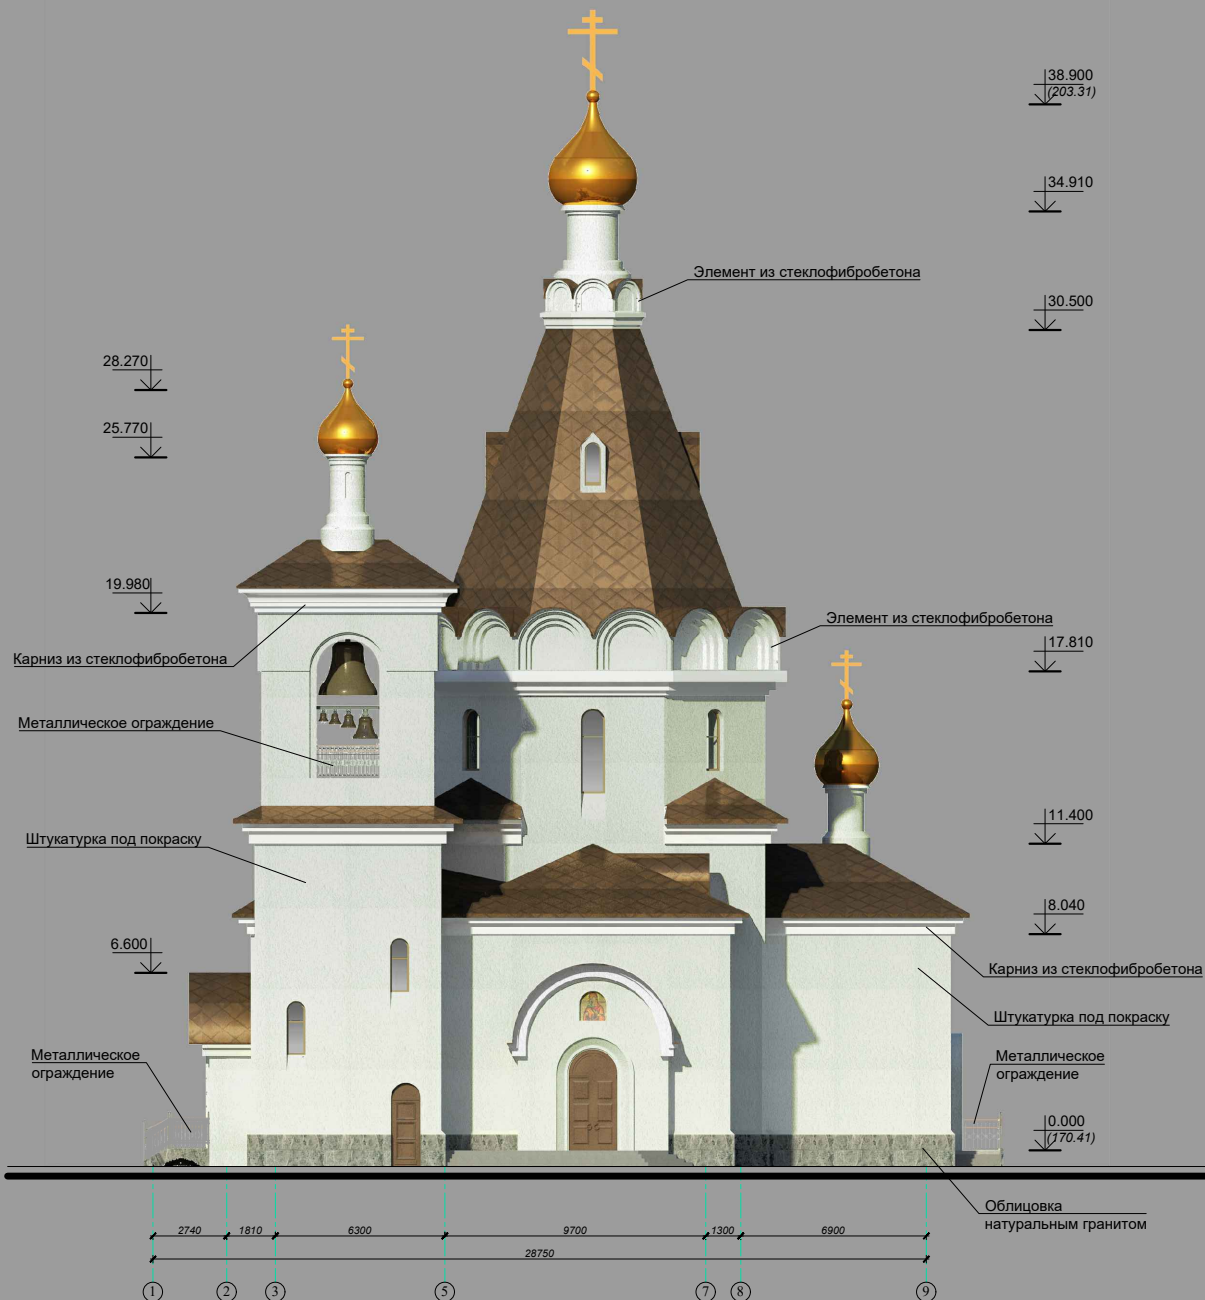 38.900
(203.31)
34.910
Элемент из стеклофибробетона
30.500
28.270
25.770
19.980
Элемент из стеклофибробетона
17.810
Карниз из стеклофибробетона
Металлическое ограждение
11.400
Штукатурка под покраску
8.040
6.600
Карниз из стеклофибробетона
Штукатурка под покраску
Металлическое
ограждение
Металлическое
ограждение
0.000
(170.41)
Облицовка
натуральным гранитом
2740 1810 6300 9700 1300 6900
28750
1 2 3 5 7 8 9